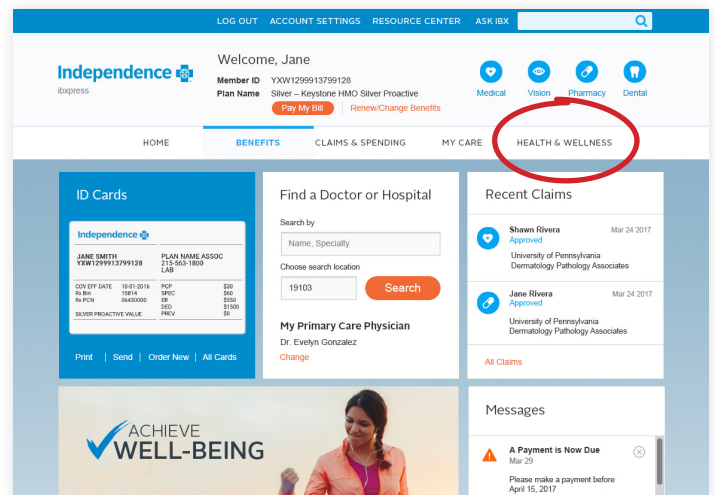 LOG OUT ACCOUNT SETTINGS RESOURCE CENTER ASK IBX
Independence
ibxpress
Welcome, Jane
Member ID YXW1299913799128
Plan Name Silver – Keystone HMO Silver Proactive
Pay My Bill | Renew/Change Benefits
Medical Vision Pharmacy Dental
HOME BENEFITS CLAIMS & SPENDING MY CARE HEALTH & WELLNESS
ID Cards
Independence
JANE SMITH
YXW1299913799128
PLAN NAME ASSOC
215-563-1800
LAB
COV EFF DATE 10-01-2016
Rx Bin 15814
Rx PCN 06430000
SILVER PROACTIVE VALUE
PCP $30
SPEC $60
ER $550
DED $1500
PREV $0
Print | Send | Order New | All Cards
Find a Doctor or Hospital
Search by
Name, Specialty
Choose search location
19103 Search
My Primary Care Physician
Dr. Evelyn Gonzalez
Change
Recent Claims
Shawn Rivera Mar 24 2017
Approved
University of Pennsylvania
Dermatology Pathology Associates
Jane Rivera Mar 24 2017
Approved
University of Pennsylvania
Dermatology Pathology Associates
All Claims
ACHIEVE
WELL-BEING
Messages
A Payment is Now Due
Mar 29
Please make a payment before
April 15, 2017